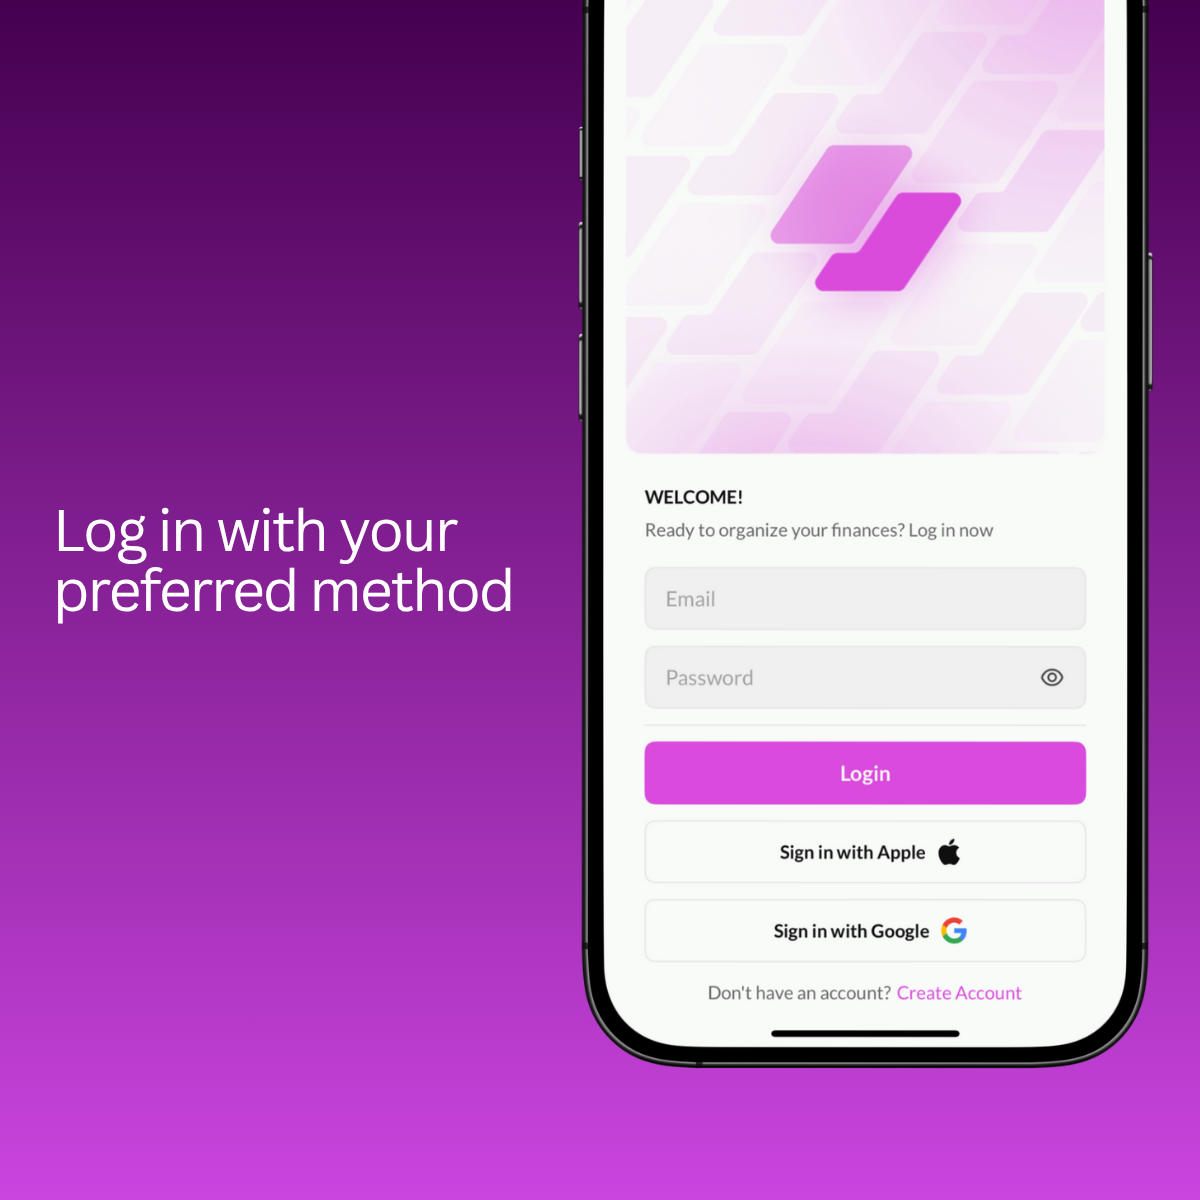 Log in with your
preferred method
WELCOME!
Ready to organize your finances? Log in now
Email
Password
Login
Sign in with Apple
Sign in with Google
Don't have an account? Create Account